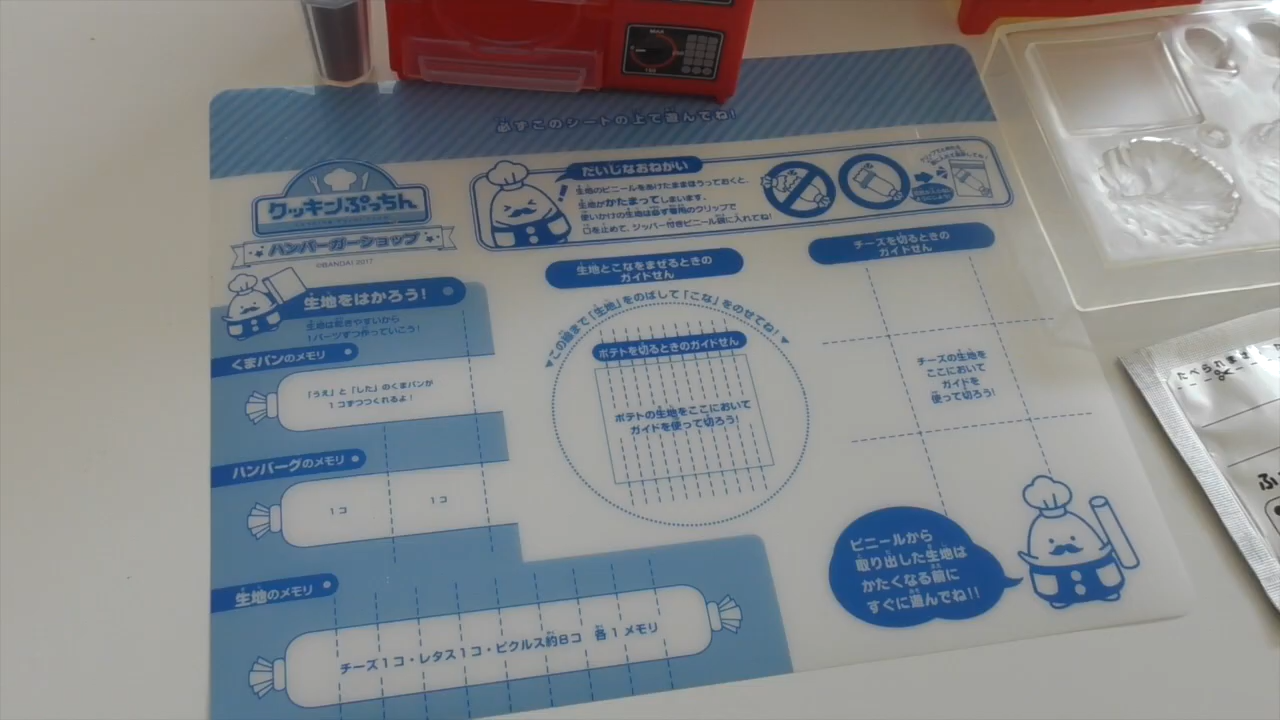 MAX
必ずこのシートの上で遊んでね!
クッキンぷっちん
ハンバーガーショップ
©BANDAI 2017
だいじなおねがい
生地のビニールをあけたままほうっておくと、
生地がかたまってしまいます。
使いかけの生地は必ず専用のクリップで
口を止めて、ジッパー付きビニール袋に入れてね!
生地をはかろう!
生地は乾きやすいから
1パーツずつ作っていこう!
くまパンのメモリ
「うえ」と「した」のくまパンが
1コずつつくれるよ!
ハンバーグのメモリ
1コ
1コ
生地のメモリ
チーズ1コ・レタス1コ・ピクルス約8コ 各1メモリ
生地とこなをまぜるときの
ガイドせん
▼この線まで「生地」をのばして「こな」をのせてね!▼
ポテトを切るときのガイドせん
ポテトの生地をここにおいて
ガイドを使って切ろう!
チーズを切るときの
ガイドせん
チーズの生地を
ここにおいて
ガイドを
使って切ろう!
ビニールから
取り出した生地は
かたくなる前に
すぐに遊んでね!!
たべられませ